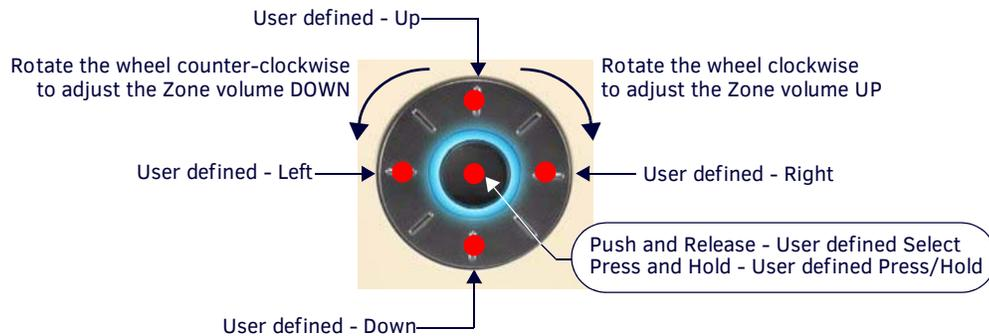 User defined - Up
Rotate the wheel counter-clockwise
to adjust the Zone volume DOWN
Rotate the wheel clockwise
to adjust the Zone volume UP
User defined - Left
User defined - Right
Push and Release - User defined Select
Press and Hold - User defined Press/Hold
User defined - Down